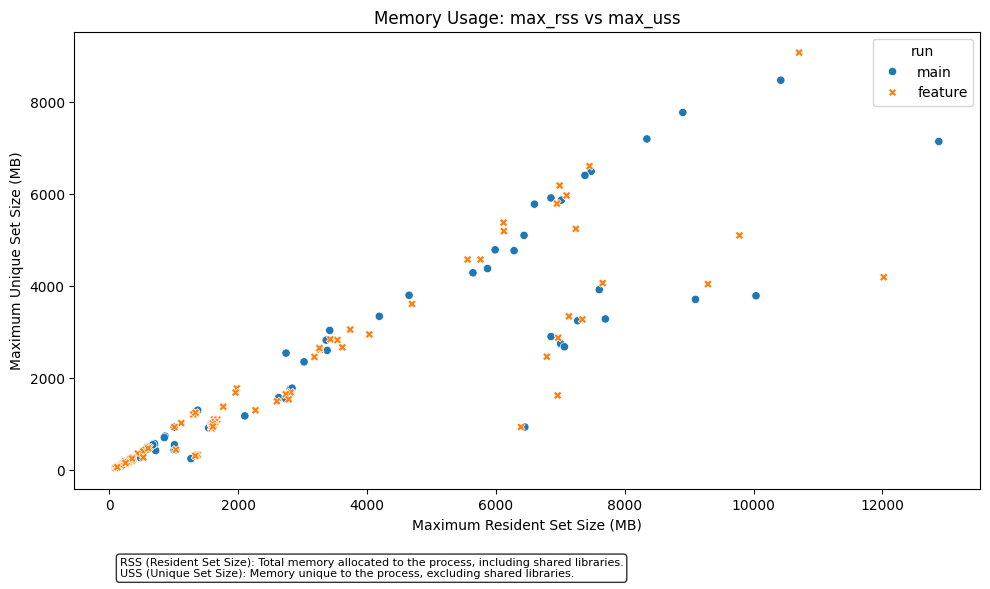 Memory Usage: max_rss vs max_uss
run
main
feature
8000
6000
4000
2000
0
Maximum Unique Set Size (MB)
0 2000 4000 6000 8000 10000 12000
Maximum Resident Set Size (MB)
RSS (Resident Set Size): Total memory allocated to the process, including shared libraries.
USS (Unique Set Size): Memory unique to the process, excluding shared libraries.